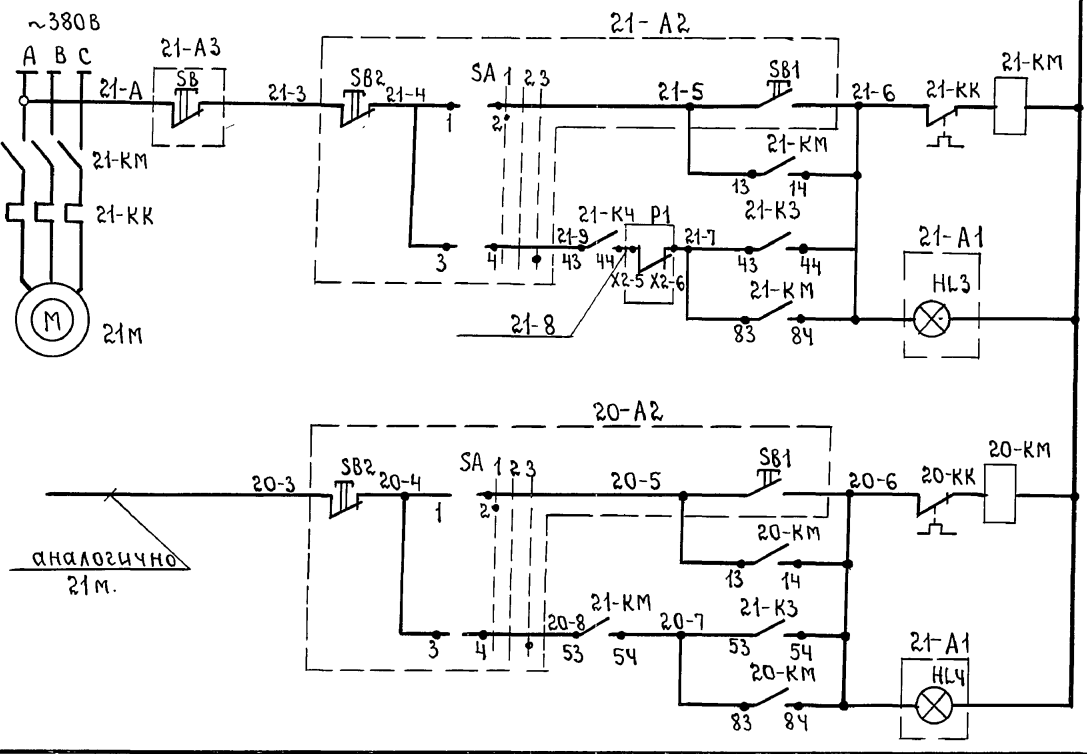 ~380В
A B C
21-A3
SB
21-A
21-3
21-A2
SB2
21-4
SA 1 2 3
1
2
21-5
SB1
21-6
21-KK
21-KM
21-KM
13 14
21-KM
21-KK
M
21М
3
4
21-9
43
21-K4
44
P1
X2-5 X2-6
21-7
21-K3
43 44
21-8
21-KM
83 84
21-A1
HL3
20-A2
20-3
SB2
20-4
SA 1 2 3
1
2
20-5
SB1
20-6
20-KK
20-KM
20-KM
13 14
аналогично
21М.
3
4
20-8
53
21-KM
54
20-7
21-K3
53 54
20-KM
83 84
21-A1
HL4